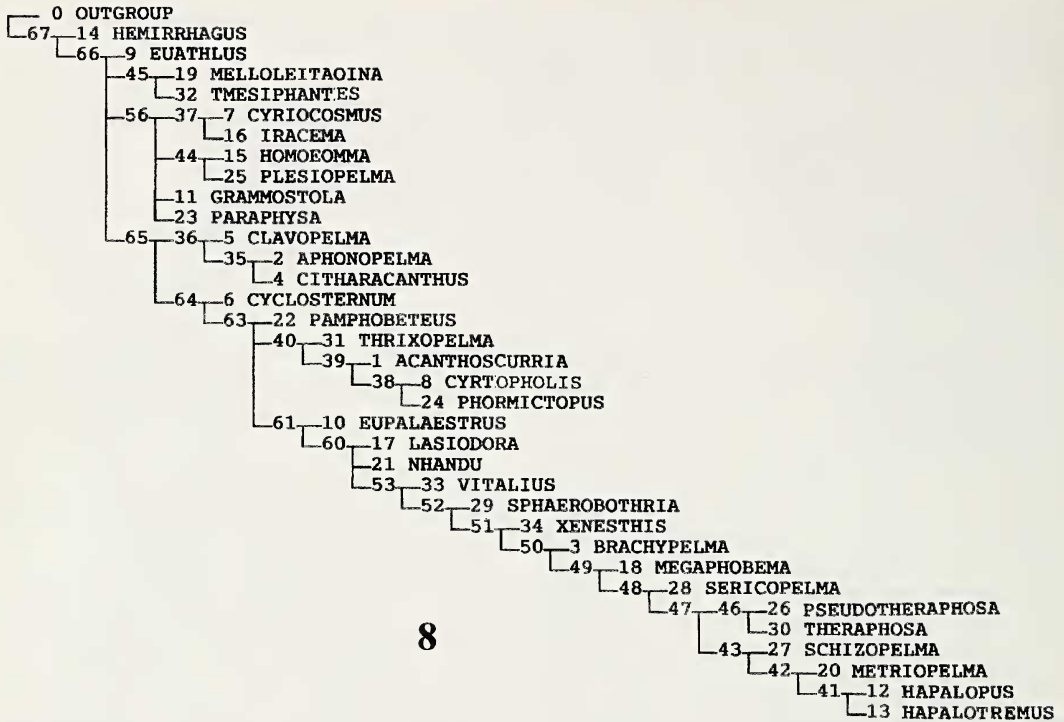 0 OUTGROUP
67 14 HEMIRRHAGUS
66 9 EUATHLUS
45 19 MELLOLEITAOINA
32 TMESIPHANTES
56 37 7 CYRIOCOSMUS
16 IRACEMA
44 15 HOMOEOMMA
25 PLESIOPELMA
11 GRAMMOSTOLA
23 PARAPHYSA
65 36 5 CLAVOPELMA
35 2 APHONOPELMA
4 CITHARACANTHUS
64 6 CYCLOSTERNUM
63 22 PAMPHOBETEUS
40 31 THRIXOPELMA
39 1 ACANTHOSCURRIA
38 8 CYRTOPHOLIS
24 PHORMICTOPUS
61 10 EUPALAESTRUS
60 17 LASIODORA
21 NHANDU
53 33 VITALIUS
52 29 SPHAEROBOTHRIA
51 34 XENESTHIS
50 3 BRACHYPELMA
49 18 MEGAPHOBEMA
48 28 SERICOPELMA
47 46 26 PSEUDOTHERAPHOSA
30 THERAPHOSA
43 27 SCHIZOPELMA
42 20 METRIOPELMA
41 12 HAPALOPUS
13 HAPALOTREMUS
8